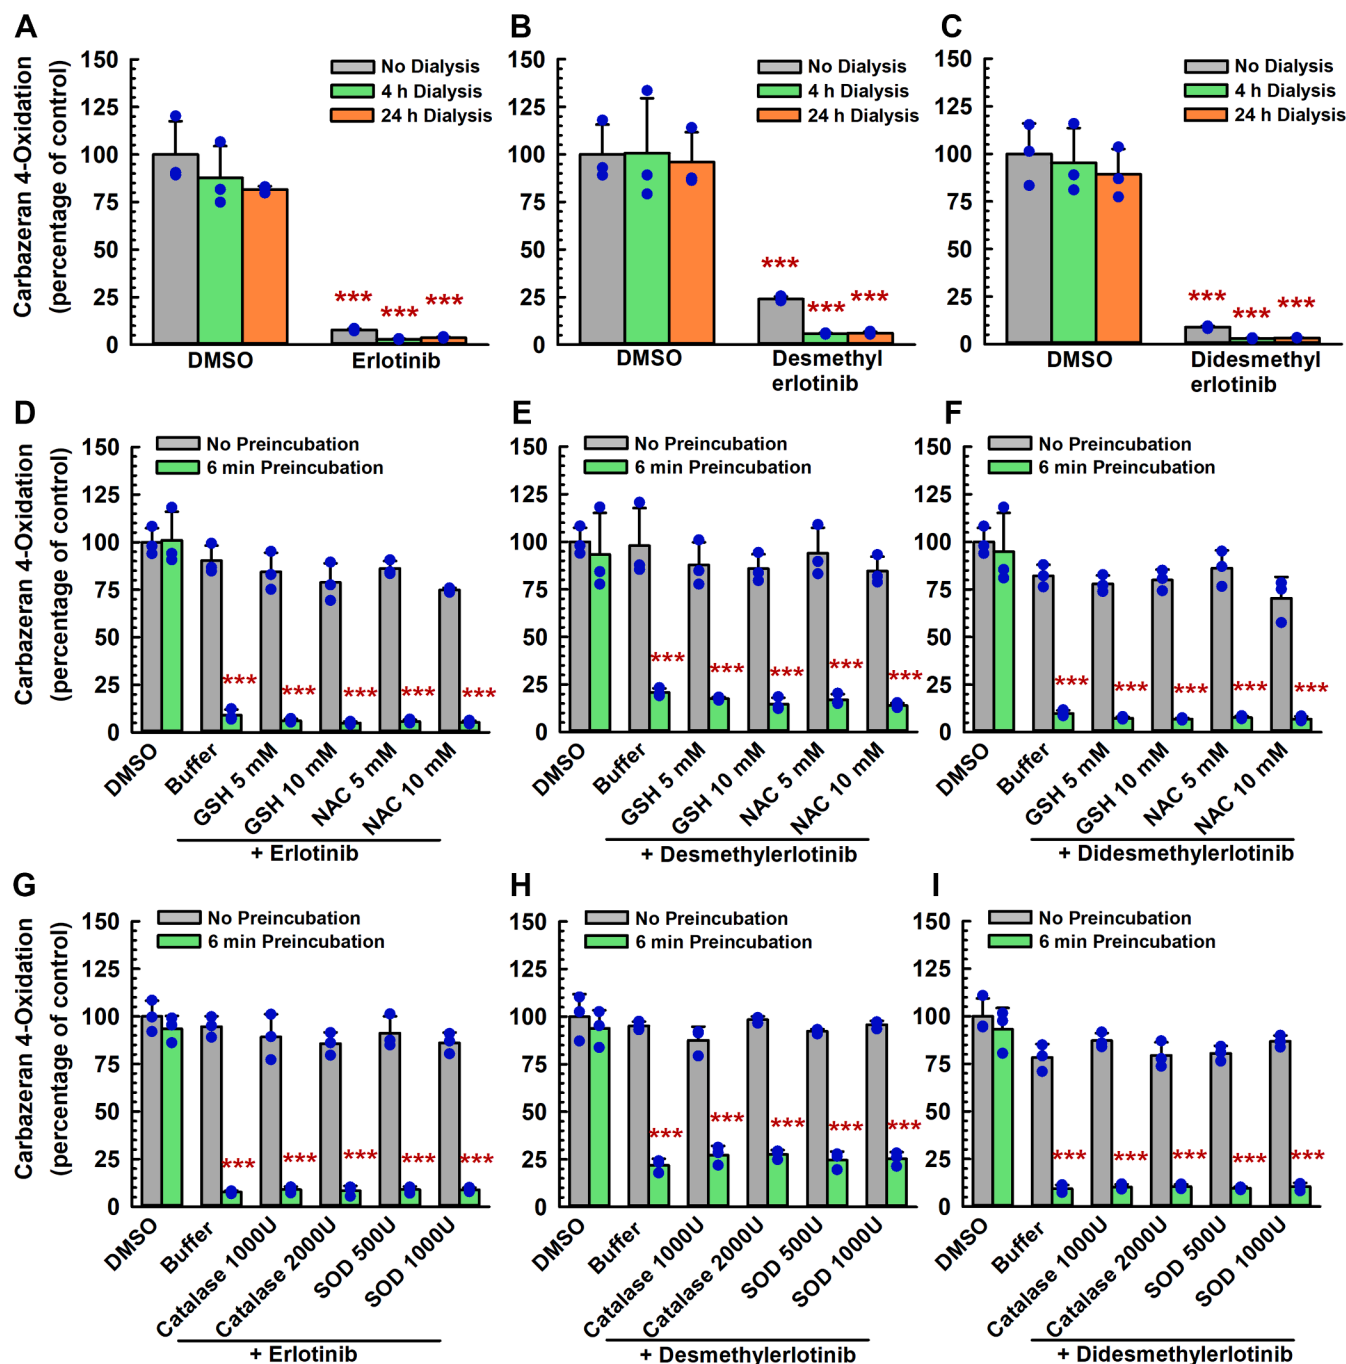 A
Carbazeran 4-Oxidation
(percentage of control)
150
125
100
75
50
25
0
No Dialysis
4 h Dialysis
24 h Dialysis
***
***
***
DMSO
Erlotinib
B
150
125
100
75
50
25
0
No Dialysis
4 h Dialysis
24 h Dialysis
***
***
***
DMSO
Desmethyl
erlotinib
C
150
125
100
75
50
25
0
No Dialysis
4 h Dialysis
24 h Dialysis
***
***
***
DMSO
Didesmethyl
erlotinib
D
Carbazeran 4-Oxidation
(percentage of control)
150
125
100
75
50
25
0
No Preincubation
6 min Preincubation
***
***
***
***
***
DMSO
Buffer
GSH 5 mM
GSH 10 mM
NAC 5 mM
NAC 10 mM
+ Erlotinib
E
150
125
100
75
50
25
0
No Preincubation
6 min Preincubation
***
***
***
***
***
DMSO
Buffer
GSH 5 mM
GSH 10 mM
NAC 5 mM
NAC 10 mM
+ Desmethylerlotinib
F
150
125
100
75
50
25
0
No Preincubation
6 min Preincubation
***
***
***
***
***
DMSO
Buffer
GSH 5 mM
GSH 10 mM
NAC 5 mM
NAC 10 mM
+ Didesmethylerlotinib
G
Carbazeran 4-Oxidation
(percentage of control)
150
125
100
75
50
25
0
No Preincubation
6 min Preincubation
***
***
***
***
***
DMSO
Buffer
Catalase 1000U
Catalase 2000U
SOD 500U
SOD 1000U
+ Erlotinib
H
150
125
100
75
50
25
0
No Preincubation
6 min Preincubation
***
***
***
***
***
DMSO
Buffer
Catalase 1000U
Catalase 2000U
SOD 500U
SOD 1000U
+ Desmethylerlotinib
I
150
125
100
75
50
25
0
No Preincubation
6 min Preincubation
***
***
***
***
***
DMSO
Buffer
Catalase 1000U
Catalase 2000U
SOD 500U
SOD 1000U
+ Didesmethylerlotinib